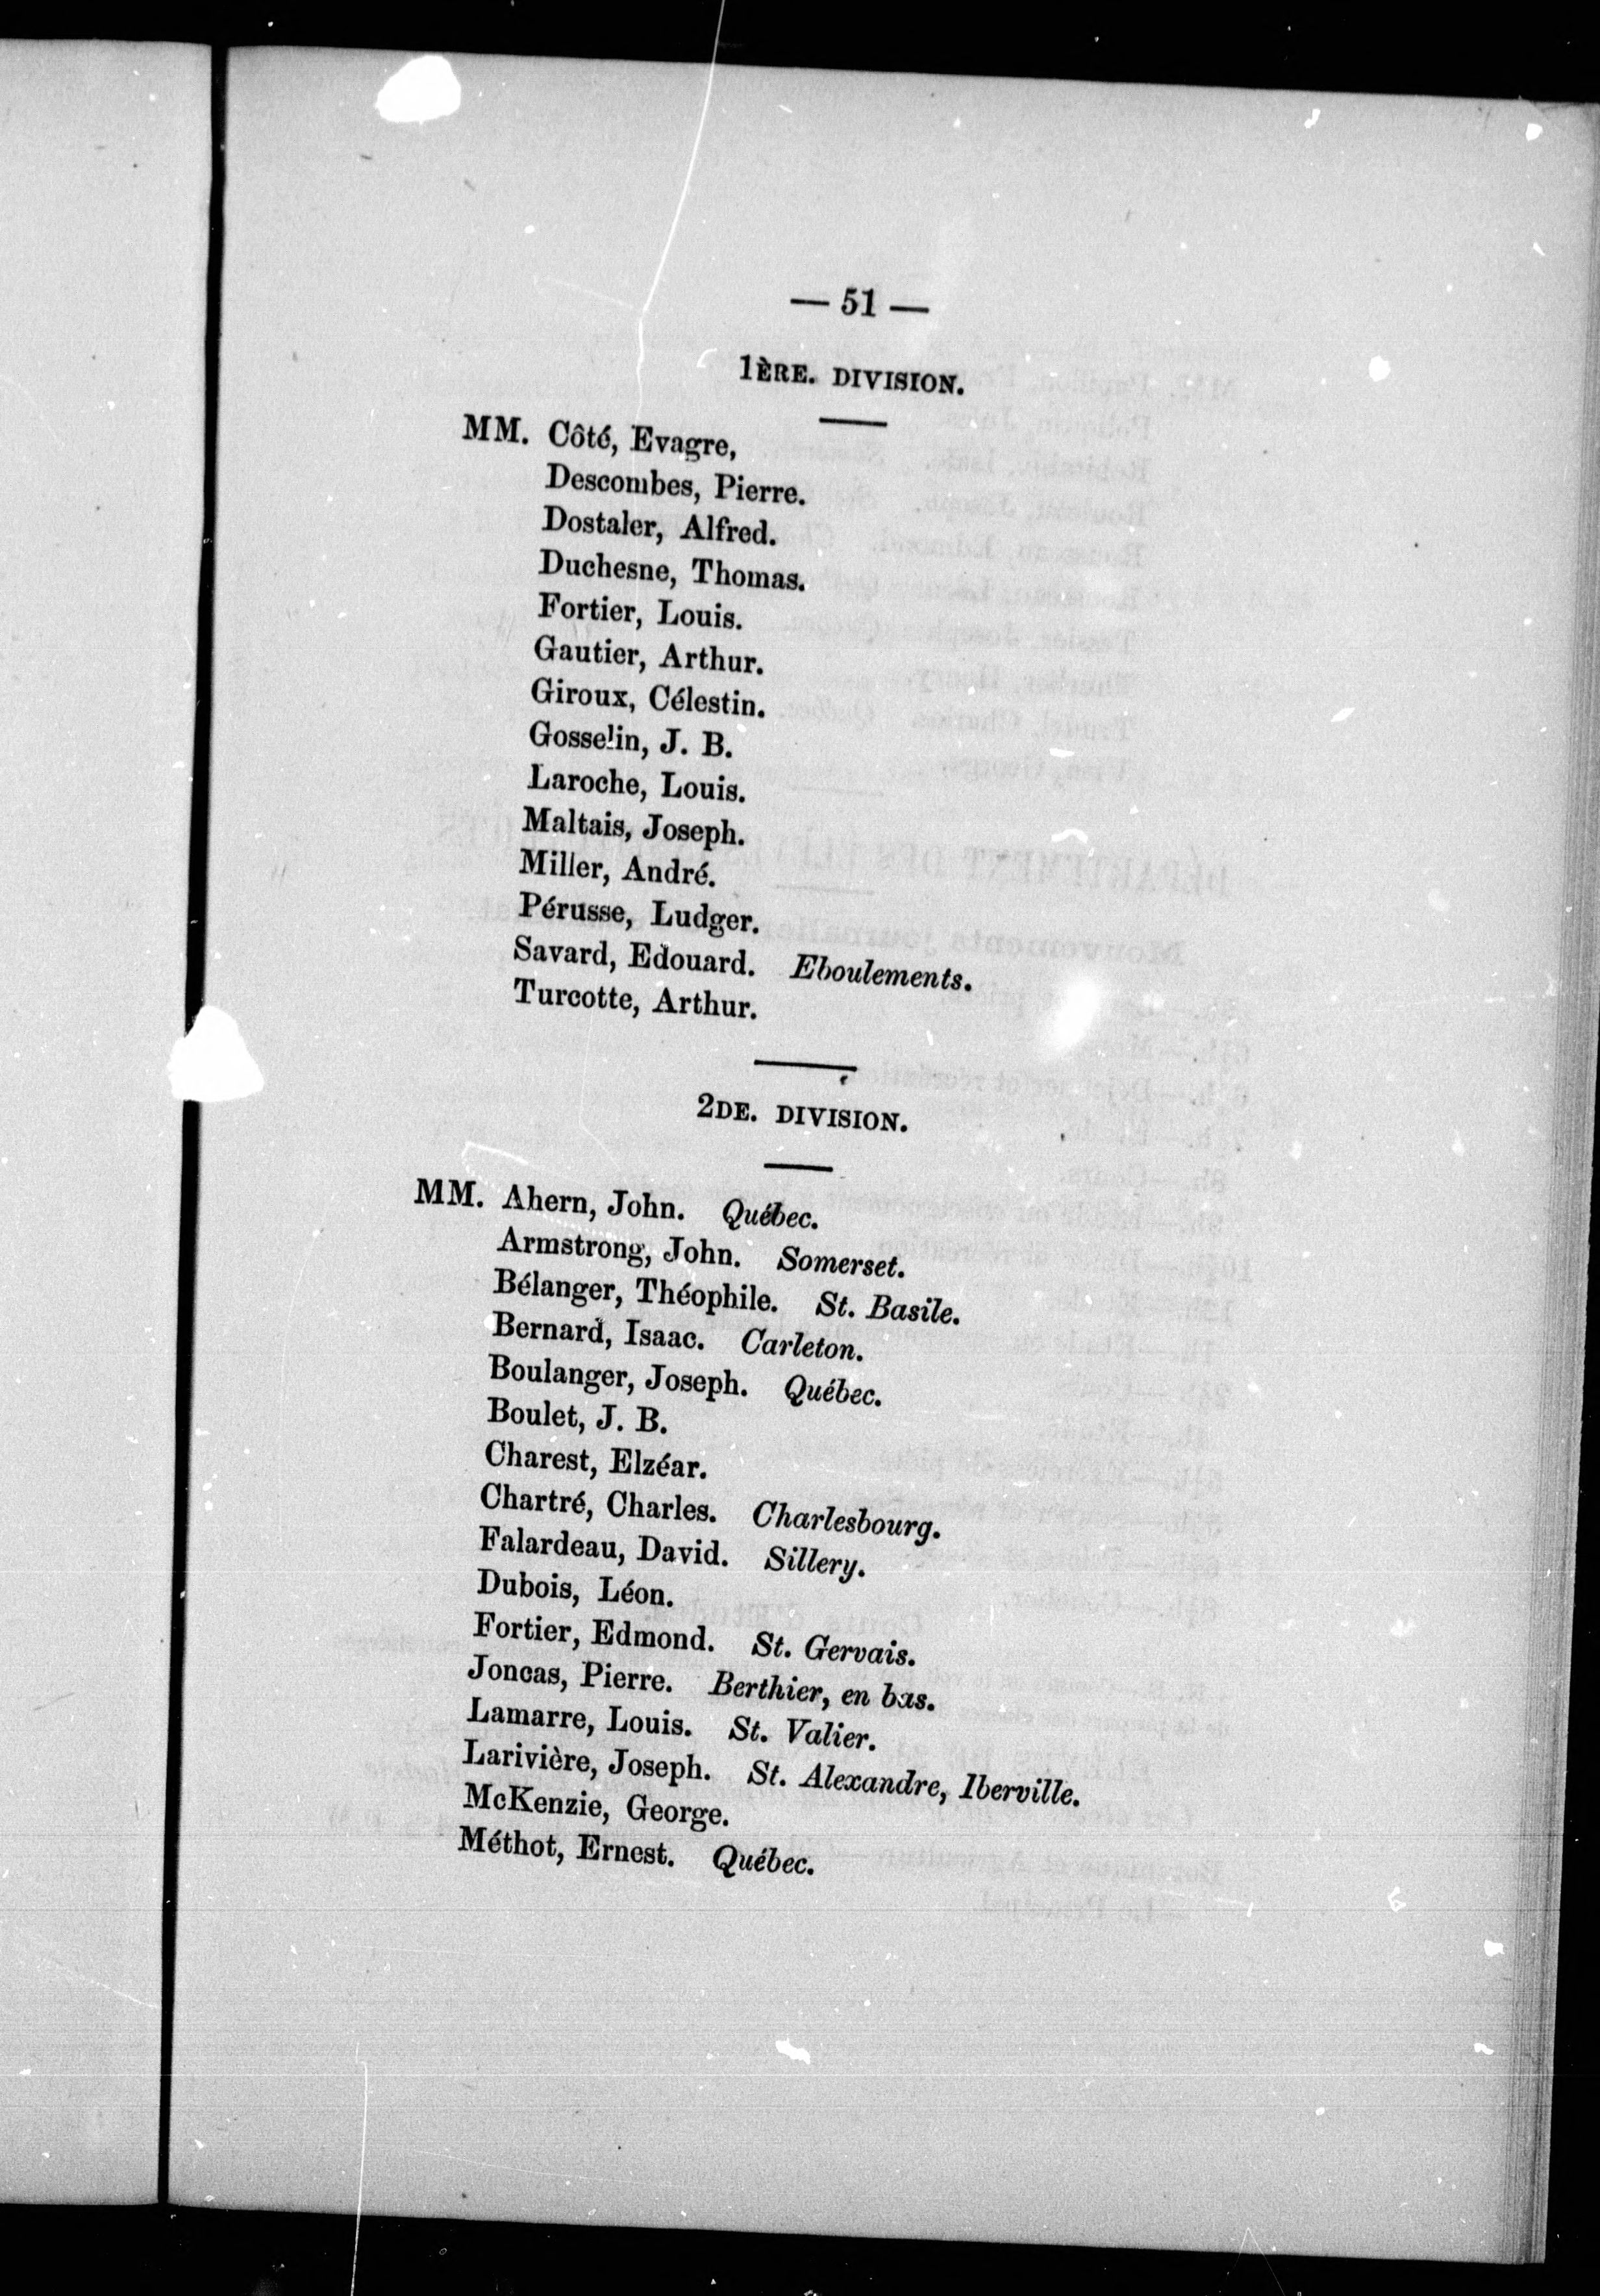 — 51 —
1ÈRE. DIVISION.
MM. Côté, Evagre,
Descombes, Pierre.
Dostaler, Alfred.
Duchesne, Thomas.
Fortier, Louis.
Gautier, Arthur.
Giroux, Célestin.
Gosselin, J. B.
Laroche, Louis.
Maltais, Joseph.
Miller, André.
Pérusse, Ludger.
Savard, Edouard. Eboulements.
Turcotte, Arthur.
2DE. DIVISION.
MM. Ahern, John. Québec.
Armstrong, John. Somerset.
Bélanger, Théophile. St. Basile.
Bernard, Isaac. Carleton.
Boulanger, Joseph. Québec.
Boulet, J. B.
Charest, Elzéar.
Chartré, Charles. Charlesbourg.
Falardeau, David. Sillery.
Dubois, Léon.
Fortier, Edmond. St. Gervais.
Joncas, Pierre. Berthier, en bas.
Lamarre, Louis. St. Valier.
Larivière, Joseph. St. Alexandre, Iberville.
McKenzie, George.
Méthot, Ernest. Québec.